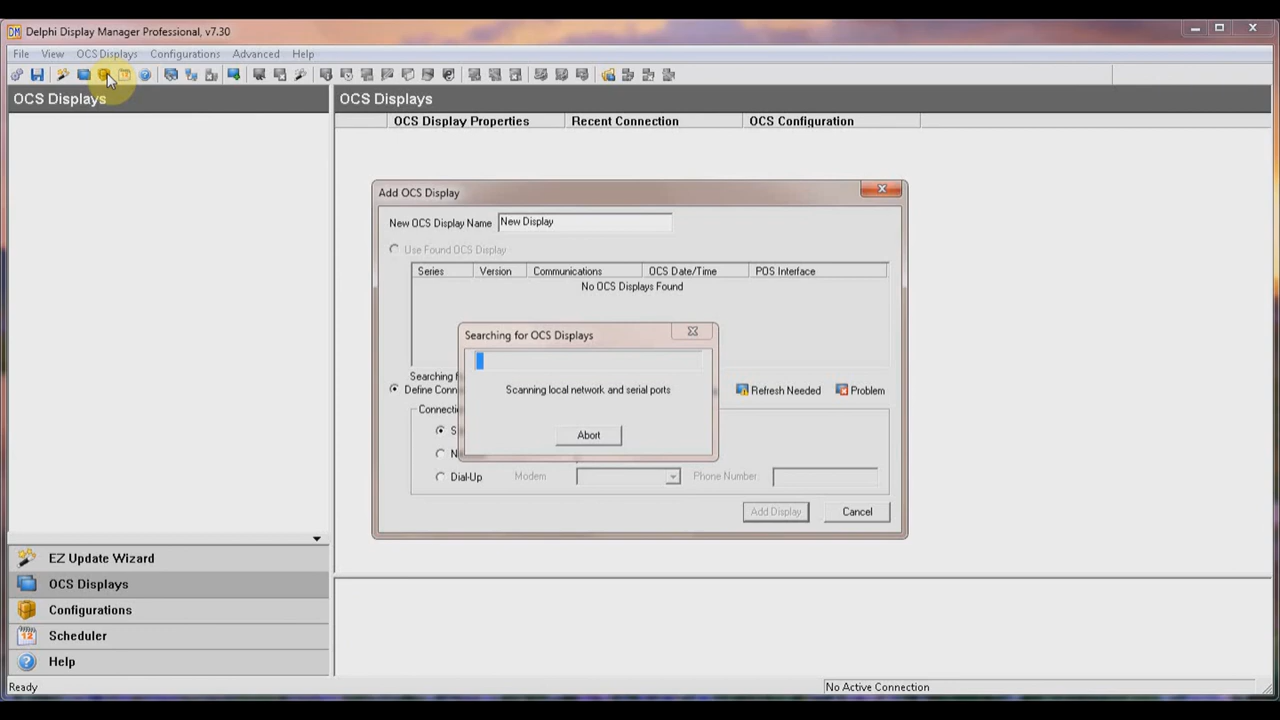 Delphi Display Manager Professional, v7.30
File View OCS Displays Configurations Advanced Help
OCS Displays
OCS Displays
OCS Display Properties Recent Connection OCS Configuration
Add OCS Display
New OCS Display Name New Display
Use Found OCS Display
Series Version Communications OCS Date/Time POS Interface
No OCS Displays Found
Searching for OCS Displays
Scanning local network and serial ports
Abort
Searching
Refresh Needed Problem
Dial-Up Modem Phone Number
Add Display Cancel
EZ Update Wizard
OCS Displays
Configurations
12 Scheduler
Help
Ready No Active Connection